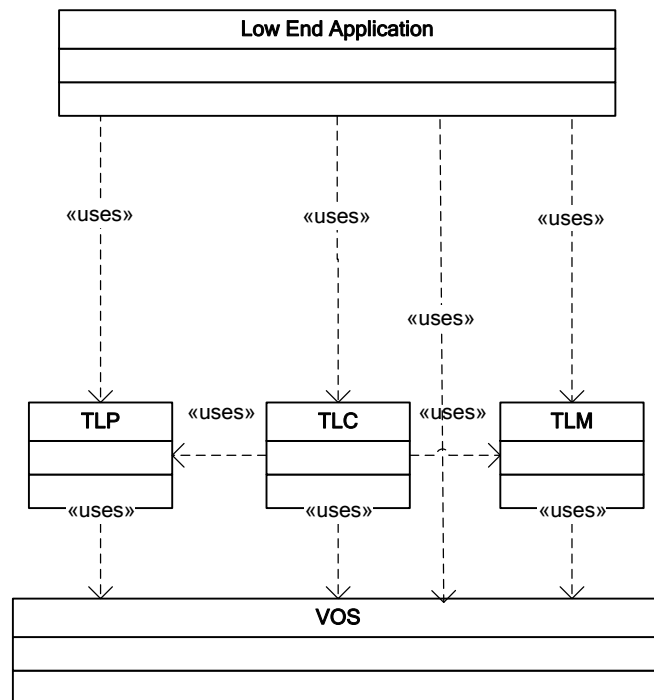 Low End Application
«uses»
«uses»
«uses»
«uses»
TLP
«uses»
TLC
«uses»
TLM
«uses»
«uses»
«uses»
VOS